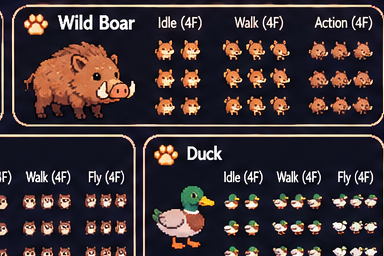 Wild Boar
Idle (4F) Walk (4F) Action (4F)
Walk (4F) Fly (4F)
Duck
Idle (4F) Walk (4F) Fly (4F)